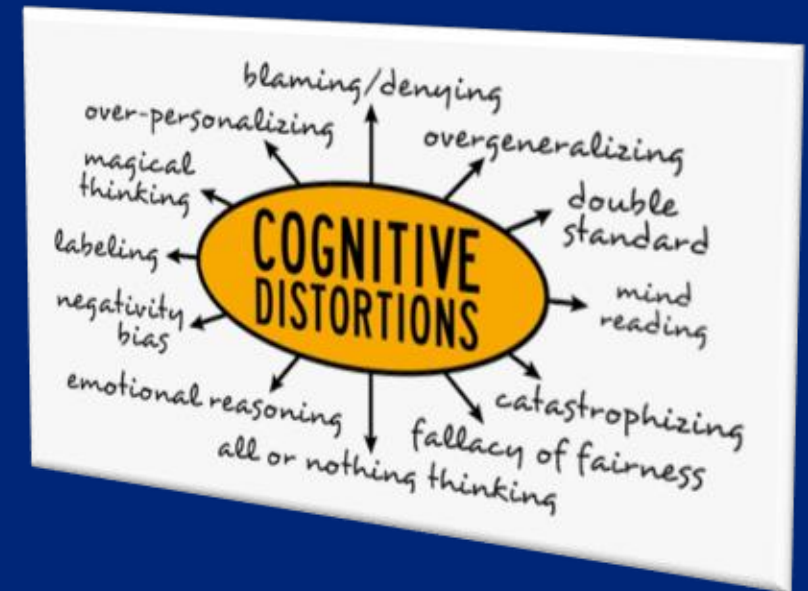 blaming/denying
over-personalizing
overgeneralizing
magical
thinking
double
standard
labeling
COGNITIVE
DISTORTIONS
mind
reading
negativity
bias
emotional reasoning
catastrophizing
fallacy of fairness
all or nothing thinking